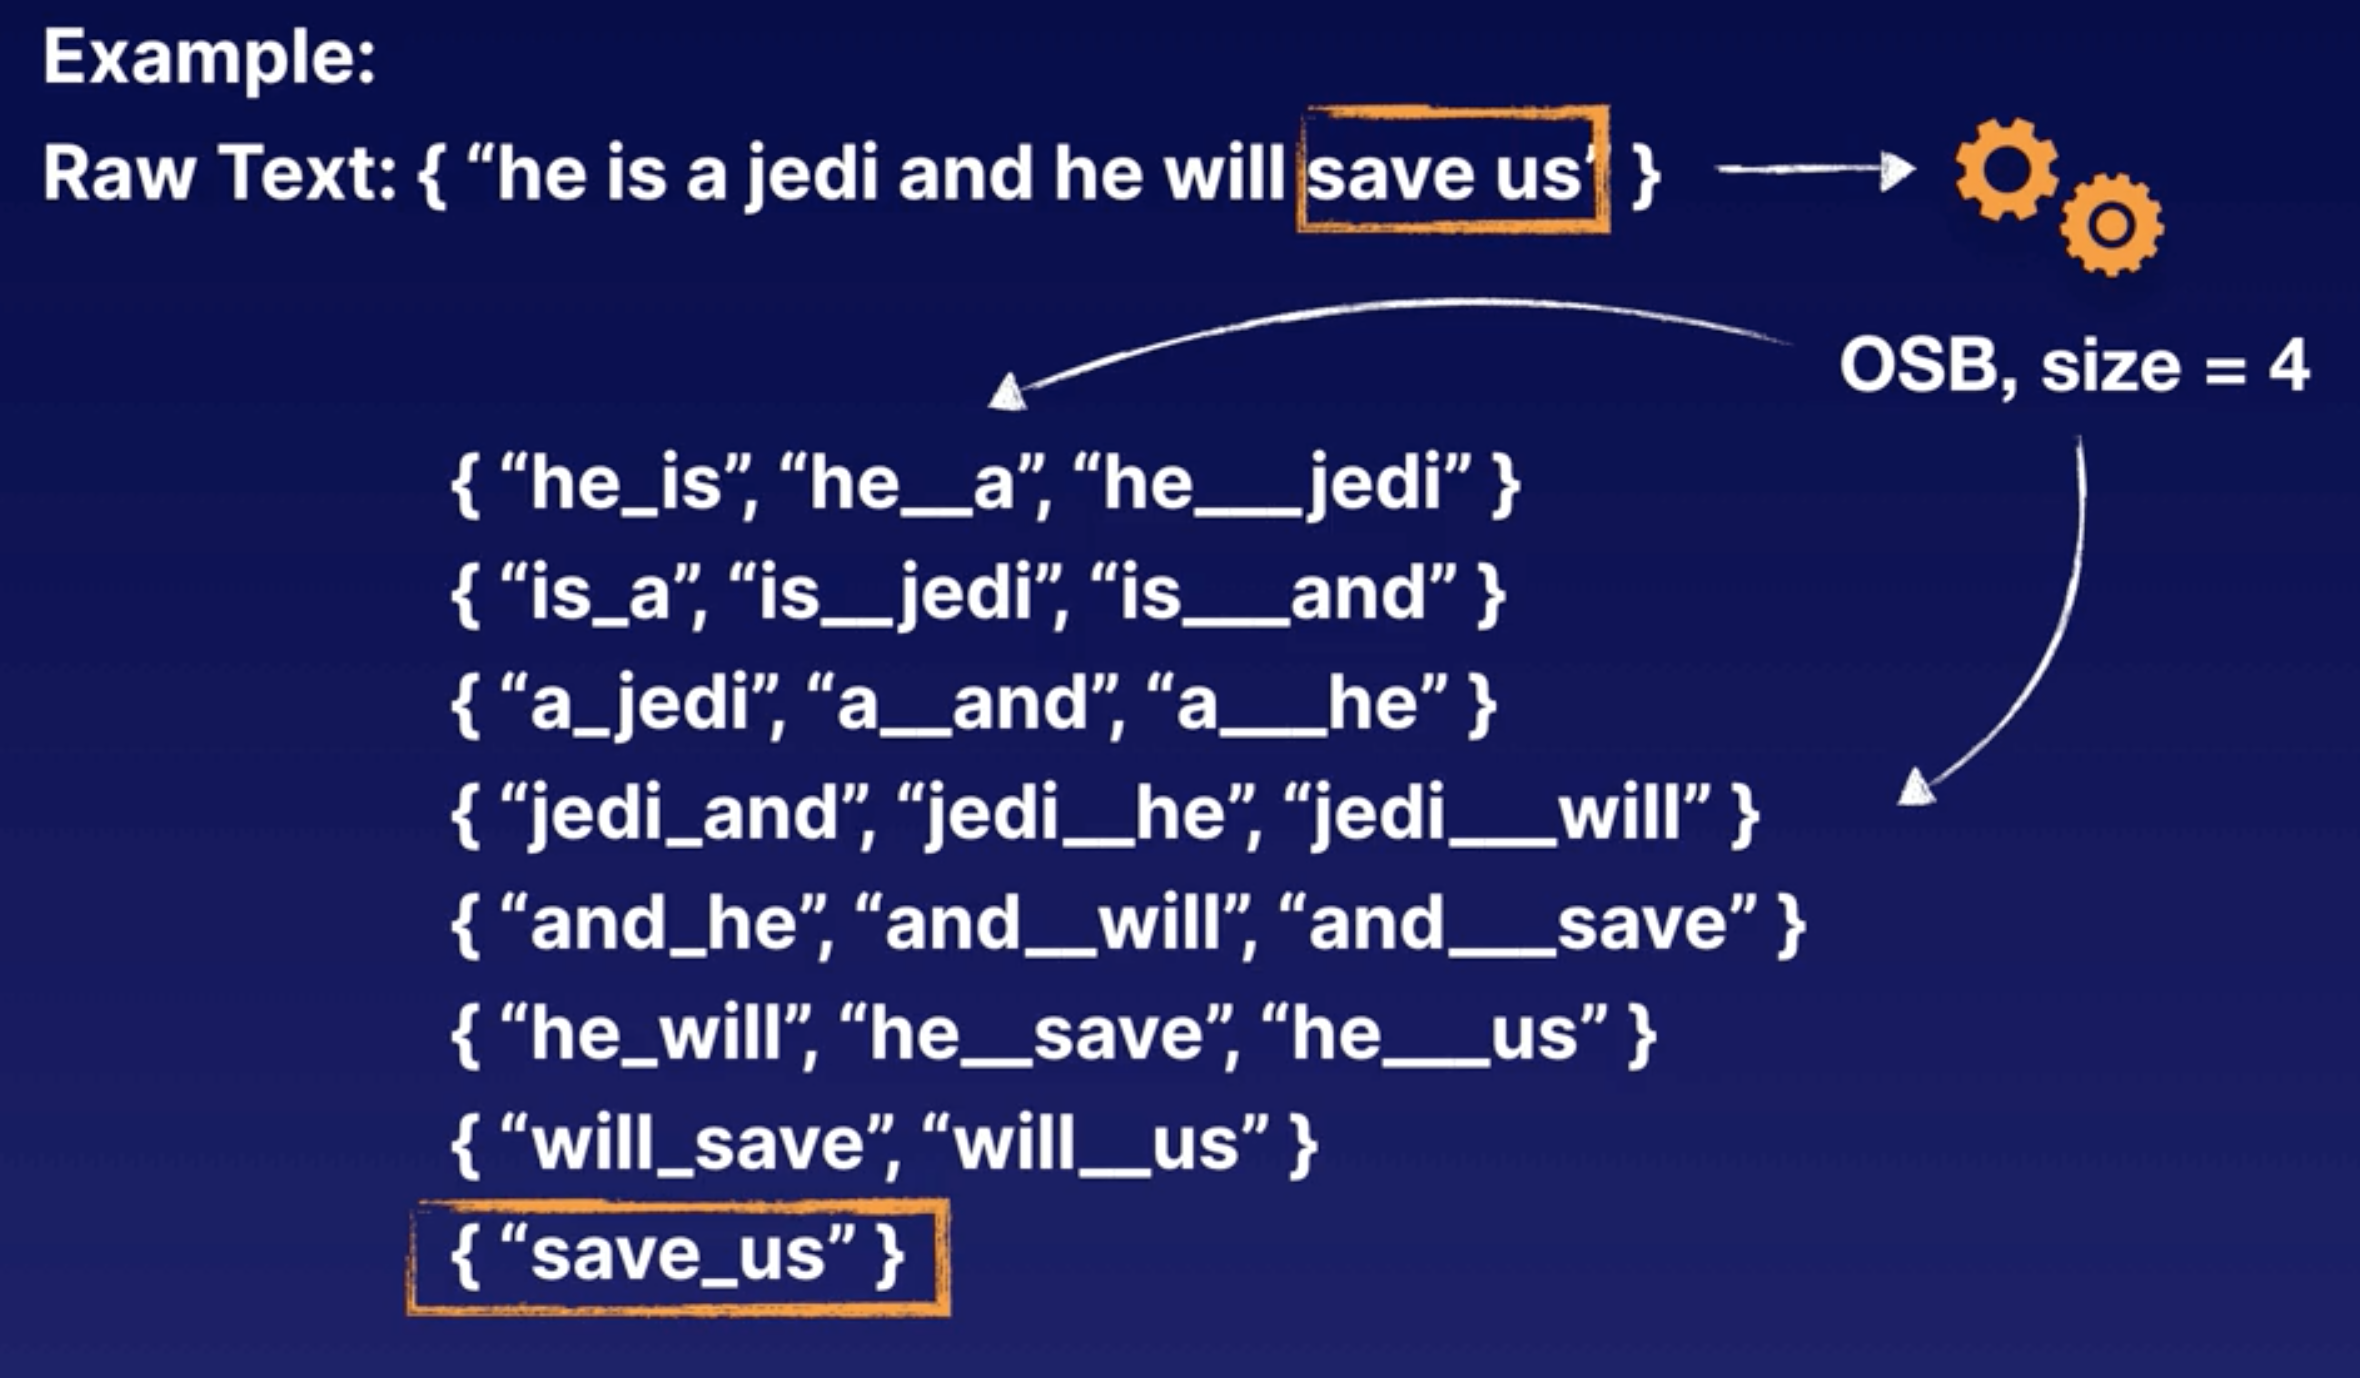 Example:
Raw Text: { “he is a jedi and he will save us” }
OSB, size = 4
{ “he_is”, “he__a”, “he___jedi” }
{ “is_a”, “is__jedi”, “is___and” }
{ “a_jedi”, “a__and”, “a___he” }
{ “jedi_and”, “jedi__he”, “jedi___will” }
{ “and_he”, “and__will”, “and___save” }
{ “he_will”, “he__save”, “he___us” }
{ “will_save”, “will__us” }
{ “save_us” }